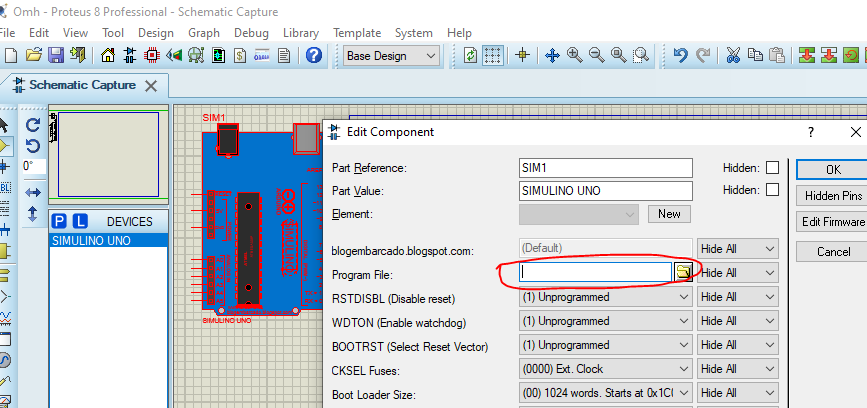 Omh - Proteus 8 Professional - Schematic Capture
File Edit View Tool Design Graph Debug Library Template System Help
Base Design
Schematic Capture
SIM1
SIMULINO UNO
0°
P L DEVICES
SIMULINO UNO
Edit Component
? X
Part Reference: SIM1 Hidden:
Part Value: SIMULINO UNO Hidden:
Element: New
OK
Hidden Pins
Edit Firmware
Cancel
blogembarcado.blogspot.com: (Default) Hide All
Program File: Hide All
RSTDISBL (Disable reset) (1) Unprogrammed Hide All
WDTON (Enable watchdog) (1) Unprogrammed Hide All
BOOTRST (Select Reset Vector) (1) Unprogrammed Hide All
CKSEL Fuses: (0000) Ext. Clock Hide All
Boot Loader Size: (00) 1024 words. Starts at 0x1C Hide All